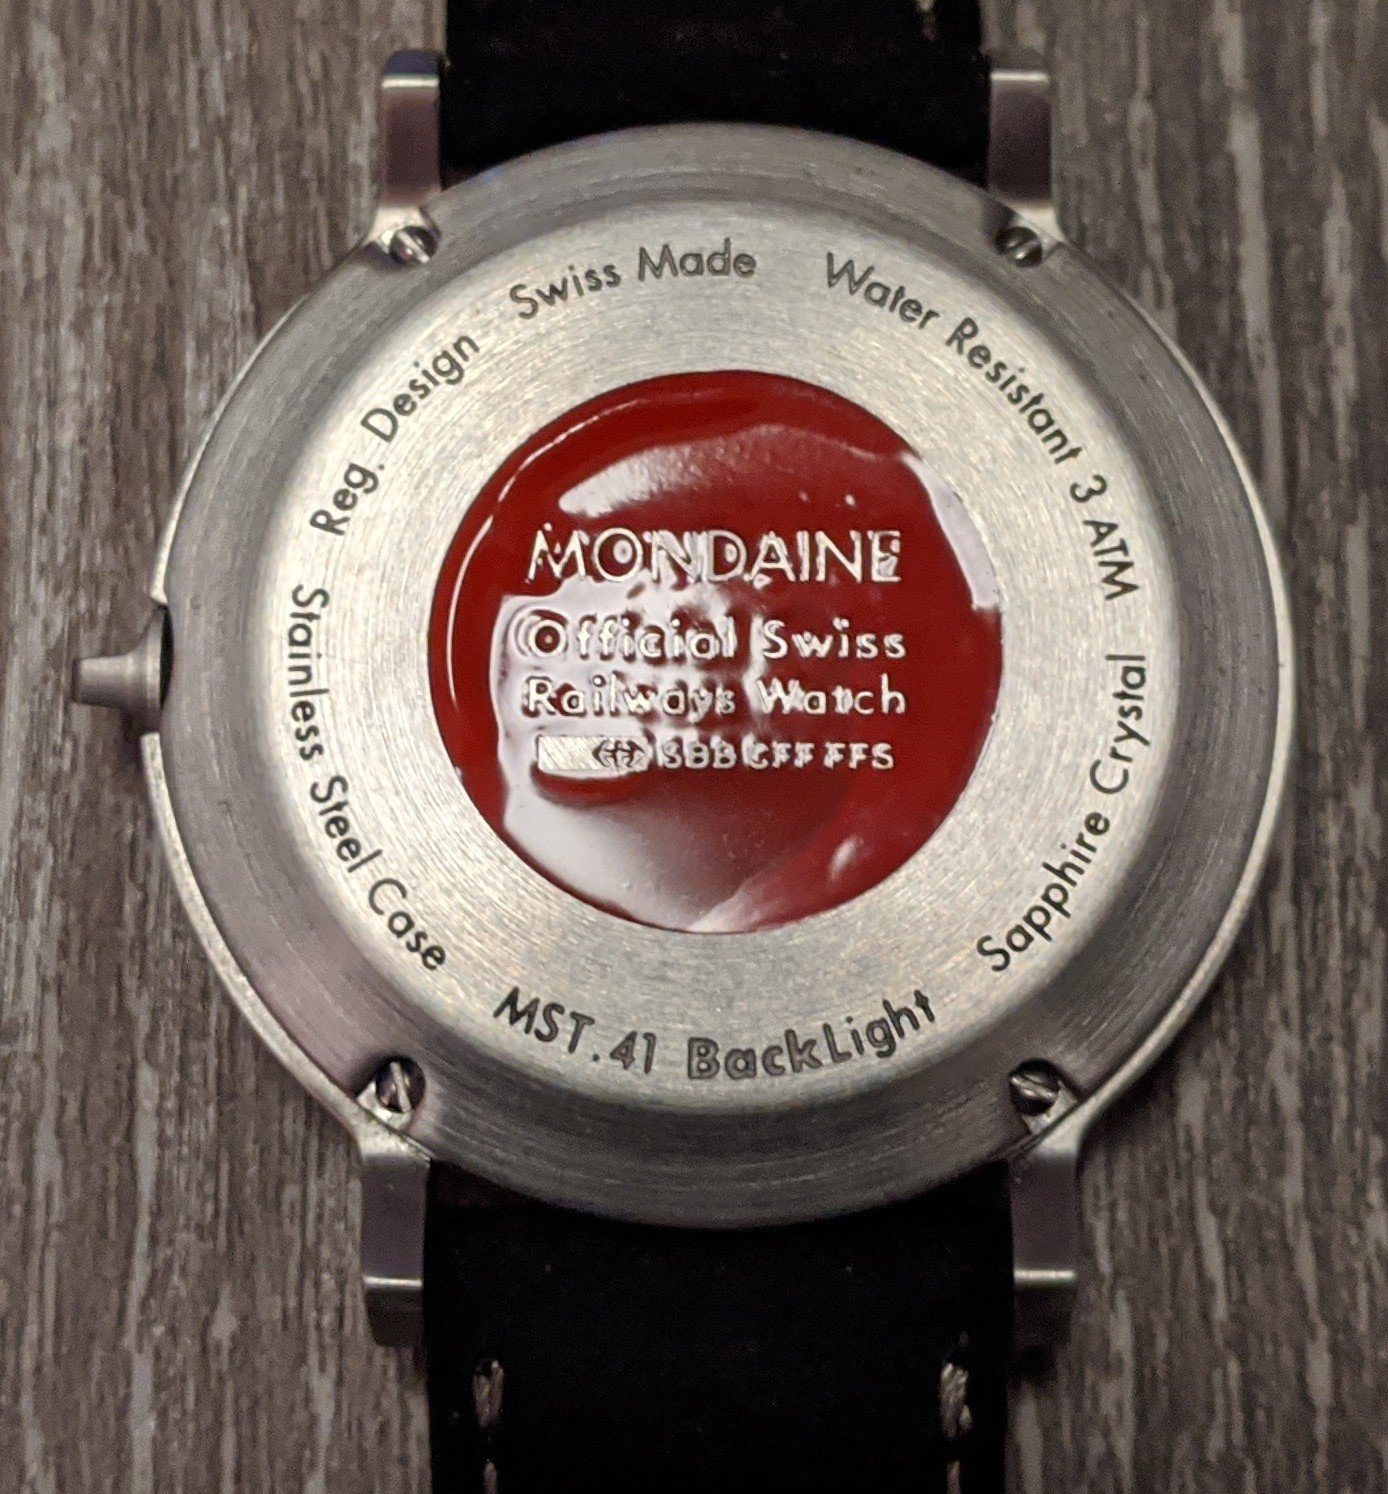 MONDAINE
Official Swiss
Railways Watch
SBB CFF FFS
Swiss Made
Water Resistant 3 ATM
Sapphire Crystal
MST.41 BackLight
Stainless Steel Case
Reg. Design